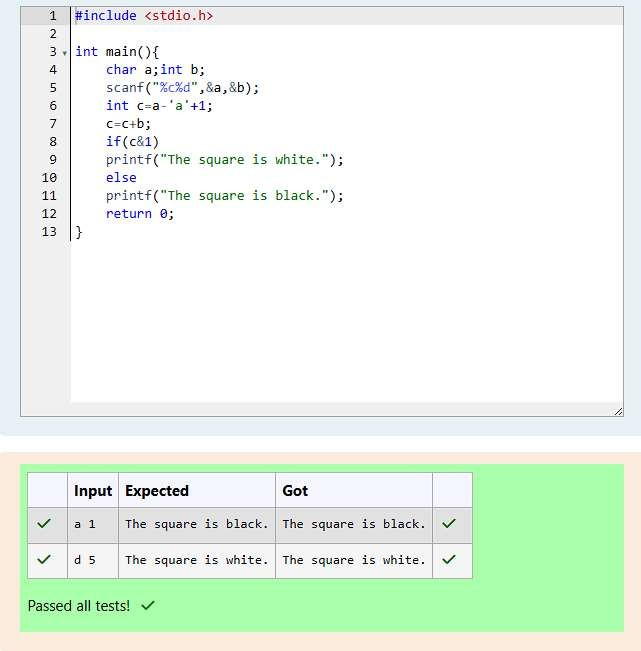 1 #include <stdio.h>
2
3 int main(){
4     char a;int b;
5     scanf("%c%d",&a,&b);
6     int c=a-'a'+1;
7     c=c+b;
8     if(c&1)
9     printf("The square is white.");
10     else
11     printf("The square is black.");
12     return 0;
13 }
Input Expected Got
a 1 The square is black. The square is black.
d 5 The square is white. The square is white.
Passed all tests!